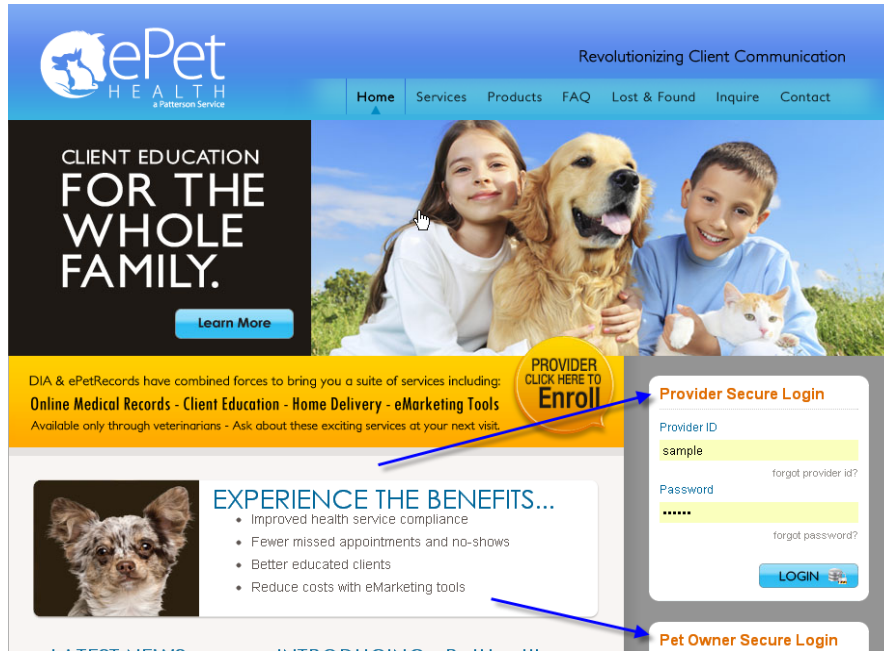 ePet
HEALTH
a Patterson Service
Revolutionizing Client Communication
Home Services Products FAQ Lost & Found Inquire Contact
CLIENT EDUCATION
FOR THE
WHOLE
FAMILY.
Learn More
DIA & ePetRecords have combined forces to bring you a suite of services including:
Online Medical Records - Client Education - Home Delivery - eMarketing Tools
Available only through veterinarians - Ask about these exciting services at your next visit.
PROVIDER
CLICK HERE TO
Enroll
Provider Secure Login
Provider ID
sample
forgot provider id?
Password
••••••
forgot password?
LOGIN
EXPERIENCE THE BENEFITS...
• Improved health service compliance
• Fewer missed appointments and no-shows
• Better educated clients
• Reduce costs with eMarketing tools
Pet Owner Secure Login
LATEST NEWS